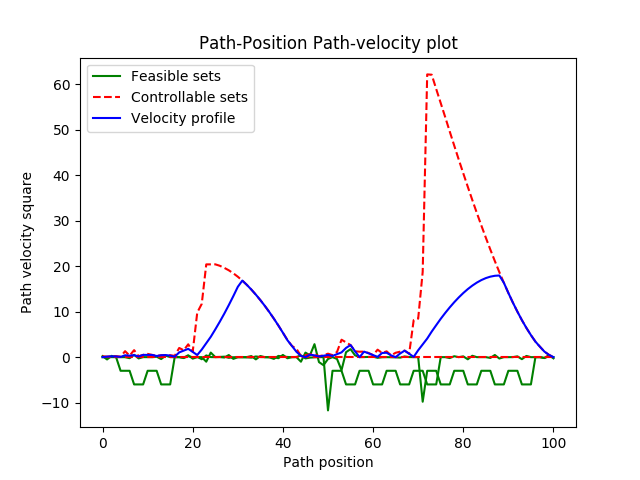 Path-Position Path-velocity plot
Feasible sets
Controllable sets
Velocity profile
Path velocity square
60
50
40
30
20
10
0
−10
0 20 40 60 80 100
Path position